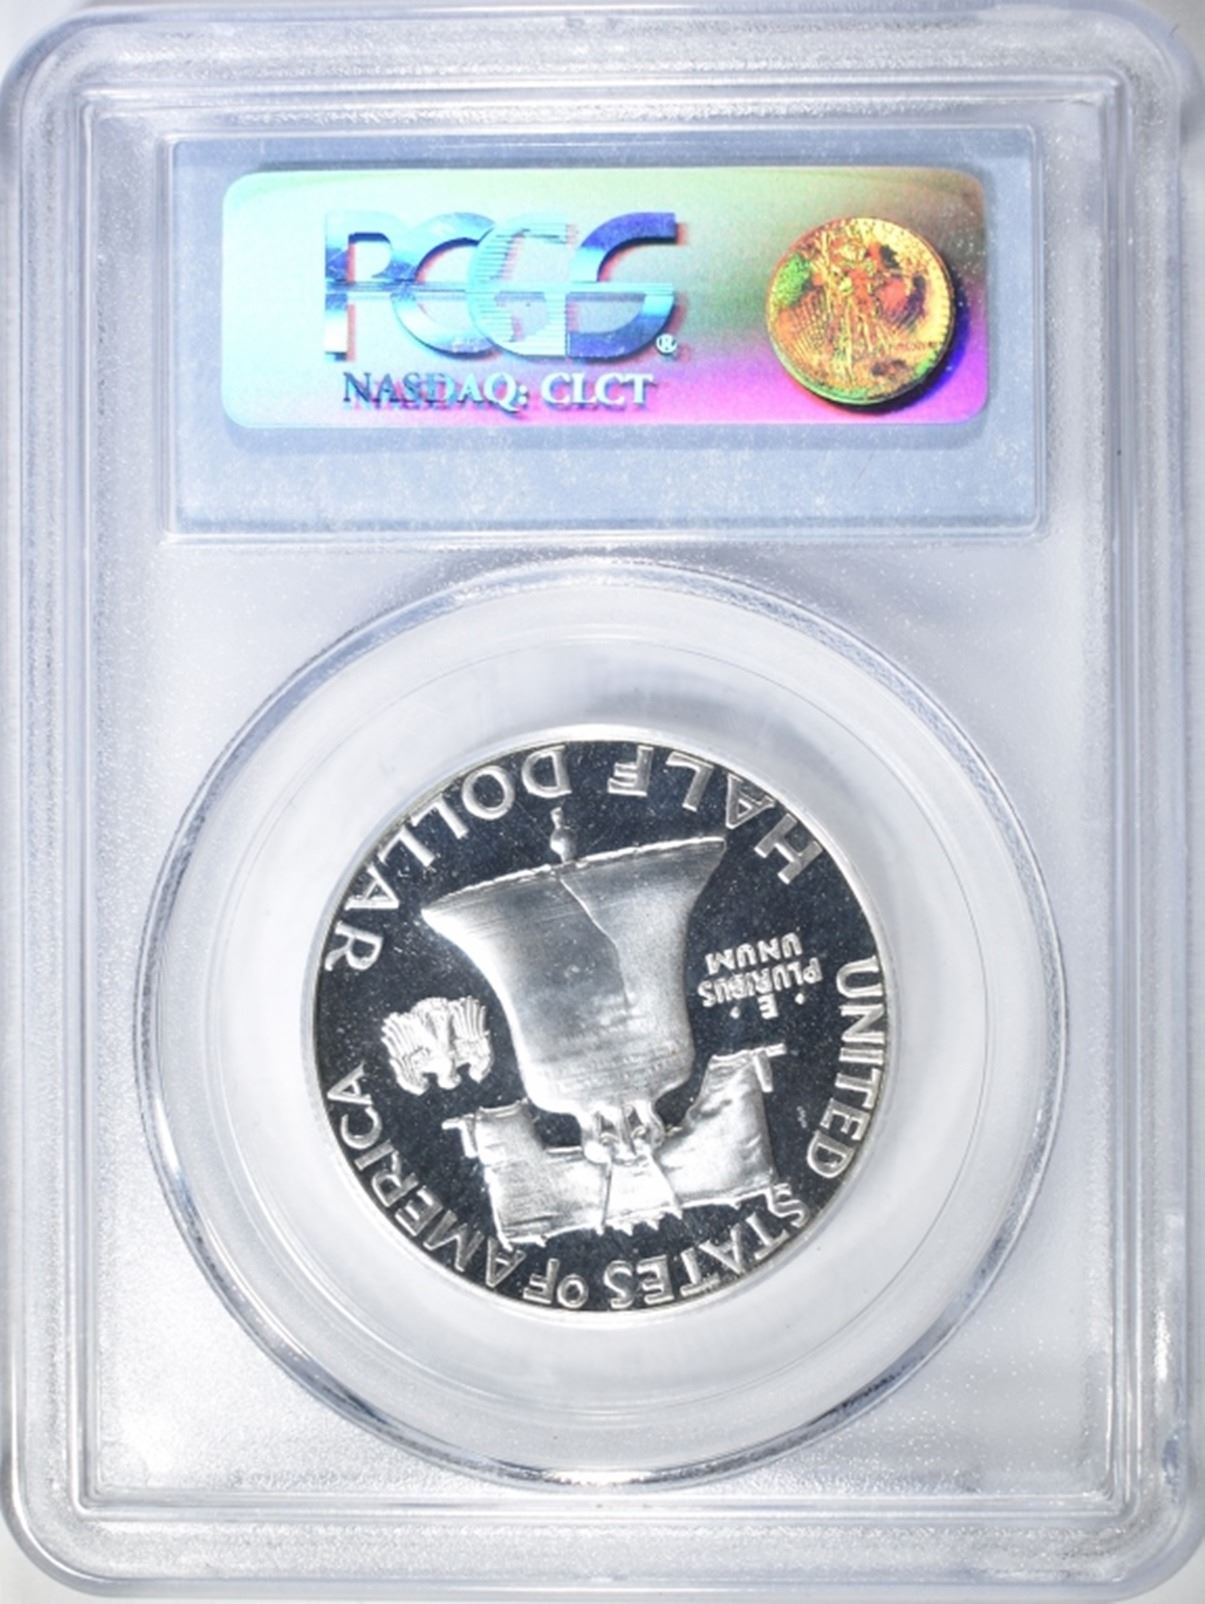 PCGS®
NASDAQ: CLCT
UNITED STATES OF AMERICA
E
·PLURIBUS·
UNUM
HALF DOLLAR